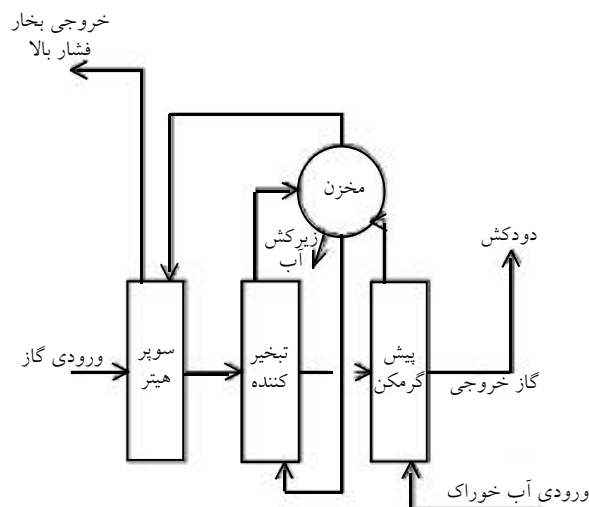 خروجی بخار
فشار بالا
مخزن
زیرکش
آب
دودکش
ورودی گاز
سوپر
هیتر
تبخیر
کننده
پیش
گرمکن
گاز خروجی
ورودی آب خوراک